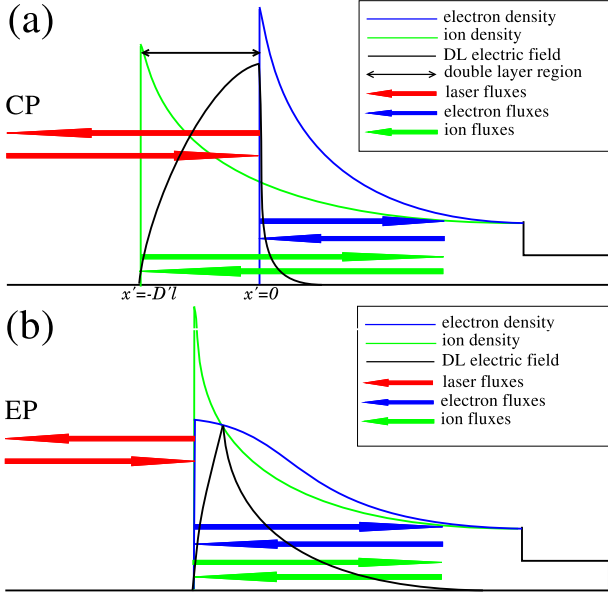 (a)
CP
electron density
ion density
DL electric field
double layer region
laser fluxes
electron fluxes
ion fluxes
x'=-D'l x'=0
(b)
EP
electron density
ion density
DL electric field
laser fluxes
electron fluxes
ion fluxes